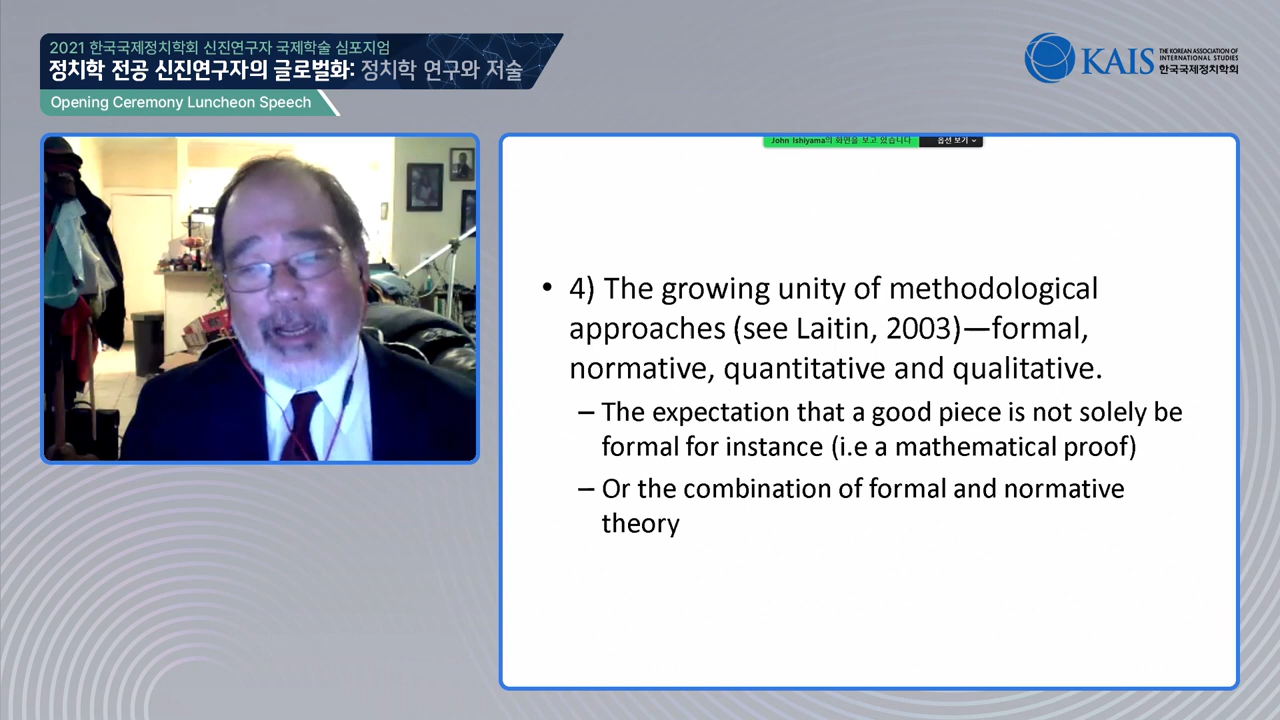 2021 한국국제정치학회 신진연구자 국제학술 심포지엄
정치학 전공 신진연구자의 글로벌화: 정치학 연구와 저술
Opening Ceremony Luncheon Speech
KAIS
THE KOREAN ASSOCIATION OF
INTERNATIONAL STUDIES
한국국제정치학회
John Ishiyama의 화면을 보고 있습니다 옵션 보기
• 4) The growing unity of methodological
approaches (see Laitin, 2003)—formal,
normative, quantitative and qualitative.
– The expectation that a good piece is not solely be
formal for instance (i.e a mathematical proof)
– Or the combination of formal and normative
theory